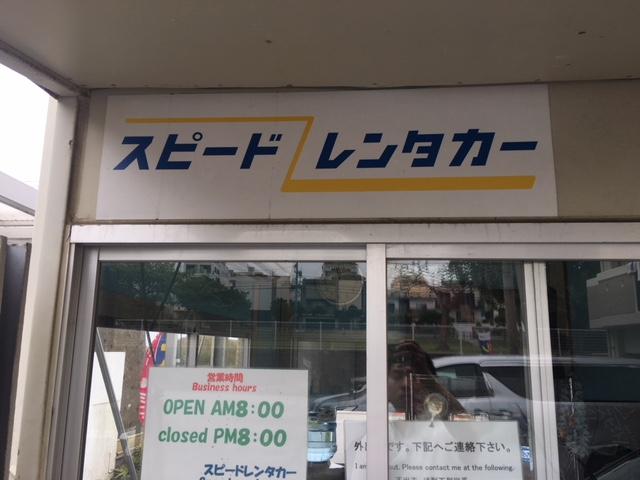 スピード レンタカー
営業時間
Business hours
OPEN AM8:00
closed PM8:00
スピードレンタカー
です。下記へご連絡下さい。
Please contact me at the following.